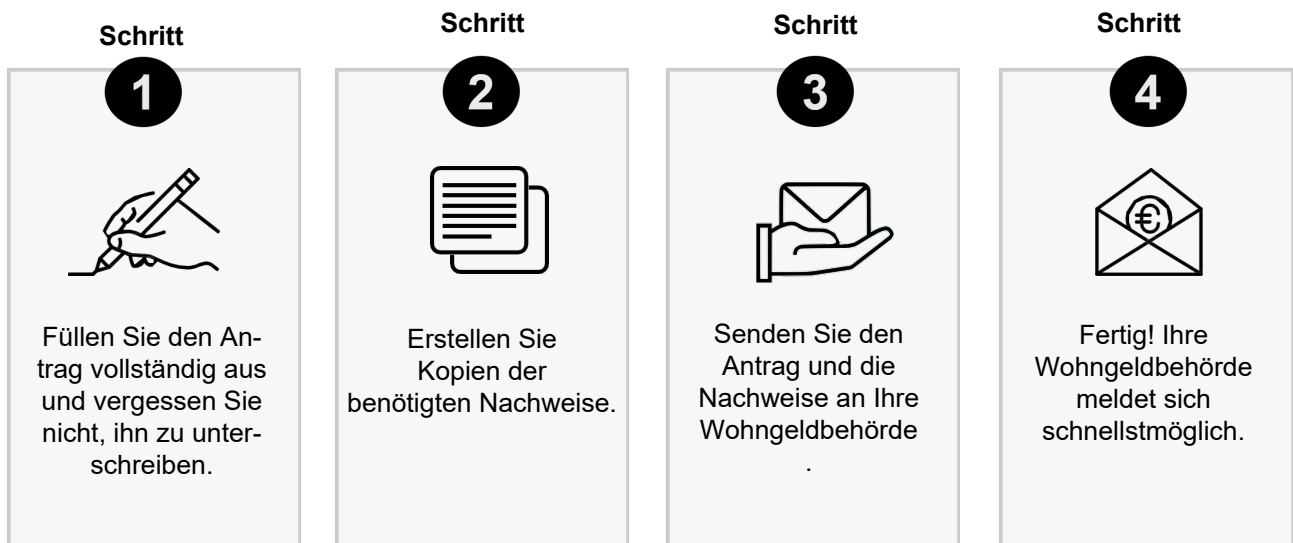 Schritt
1
Füllen Sie den An-
trag vollständig aus
und vergessen Sie
nicht, ihn zu unter-
schreiben.
Schritt
2
Erstellen Sie
Kopien der
benötigten Nachweise.
Schritt
3
Senden Sie den
Antrag und die
Nachweise an Ihre
Wohngeldbehörde
.
Schritt
4
€
Fertig! Ihre
Wohngeldbehörde
meldet sich
schnellstmöglich.